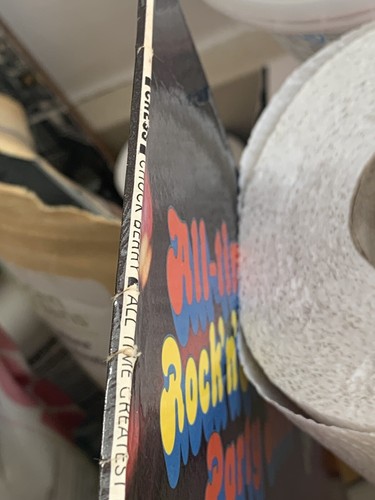 CHESS CHUCK BERRY ALL TIME GREATEST
All-ti
Rock'n'
Party